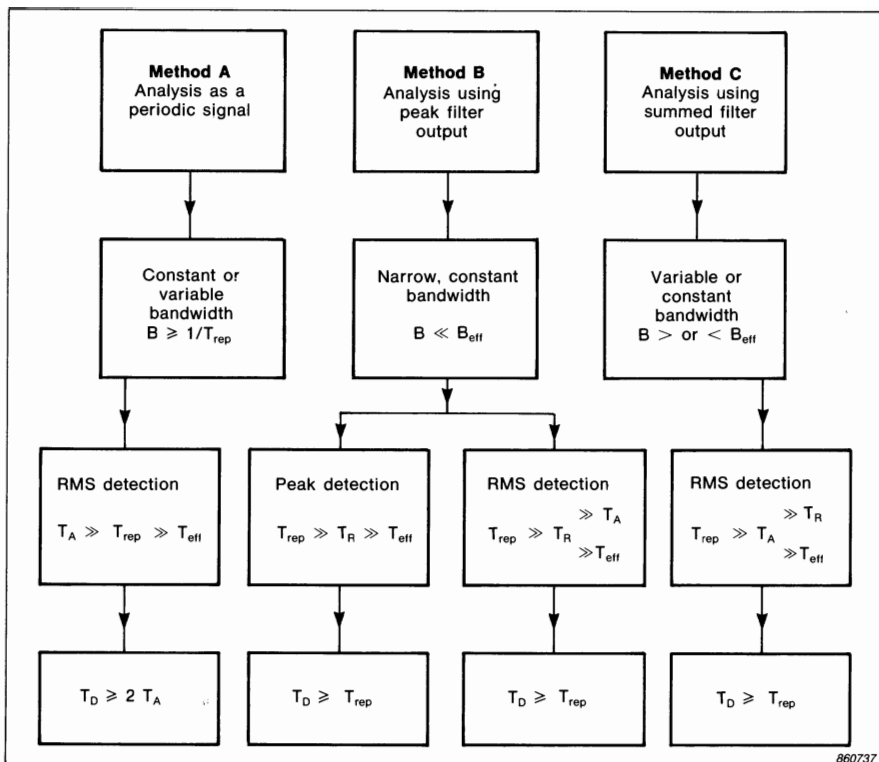 Method A
Analysis as a
periodic signal
Method B
Analysis using
peak filter
output
Method C
Analysis using
summed filter
output
Constant or
variable
bandwidth
B ⩾ 1/T_rep
Narrow, constant
bandwidth
B ≪ B_eff
Variable or
constant
bandwidth
B > or < B_eff
RMS detection
T_A ≫ T_rep ≫ T_eff
Peak detection
T_rep ≫ T_R ≫ T_eff
RMS detection
≫ T_A
T_rep ≫ T_R
≫T_eff
RMS detection
≫ T_R
T_rep ≫ T_A
≫T_eff
T_D ⩾ 2 T_A
T_D ⩾ T_rep
T_D ⩾ T_rep
T_D ⩾ T_rep
860737